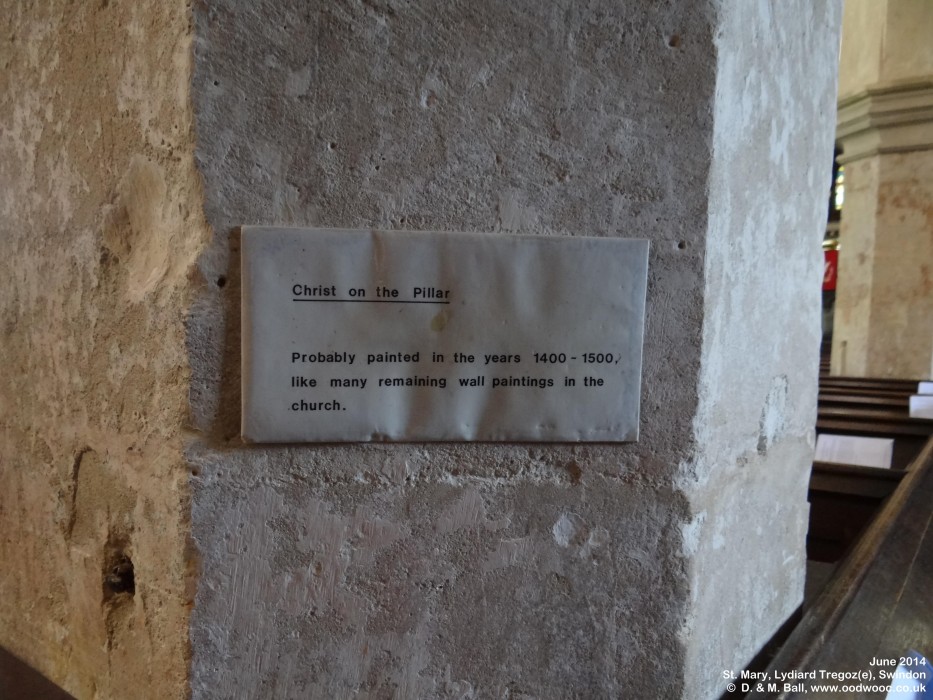 Christ on the Pillar
Probably painted in the years 1400 - 1500,
like many remaining wall paintings in the
church.
June 2014
St. Mary, Lydiard Tregoz(e), Swindon
© D. & M. Ball, www.oodwooc.co.uk